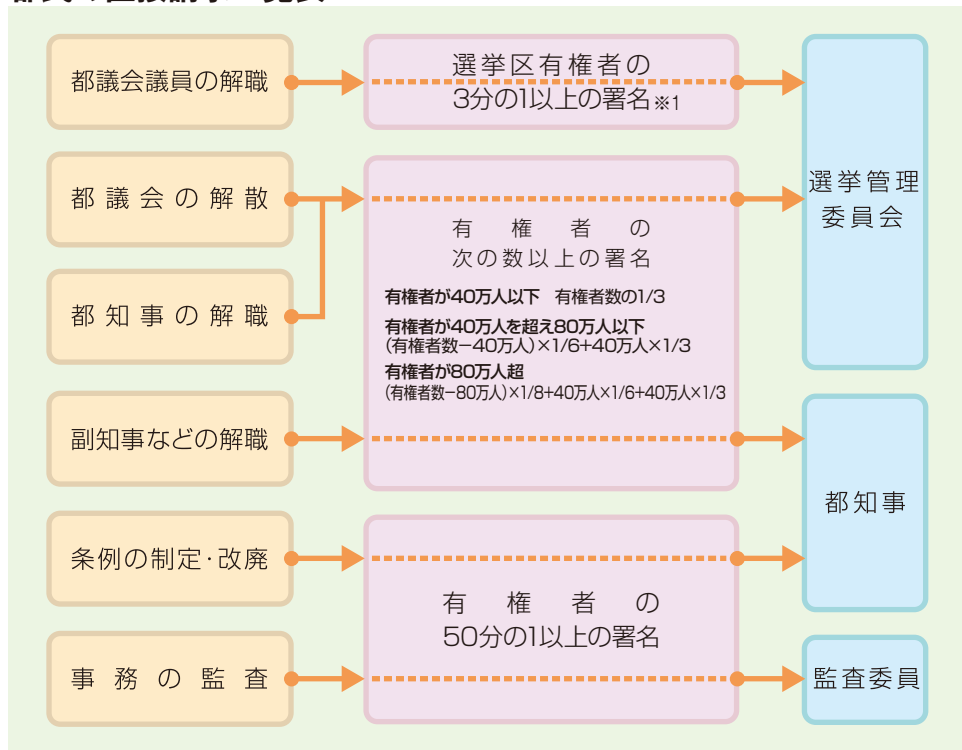 都議会議員の解職
選挙区有権者の
3分の1以上の署名※1
選挙管理
委員会
都議会の解散
都知事の解職
有権者の
次の数以上の署名
有権者が40万人以下 有権者数の1/3
有権者が40万人を超え80万人以下
(有権者数−40万人)×1/6+40万人×1/3
有権者が80万人超
(有権者数−80万人)×1/8+40万人×1/6+40万人×1/3
副知事などの解職
都知事
条例の制定・改廃
有権者の
50分の1以上の署名
事務の監査
監査委員